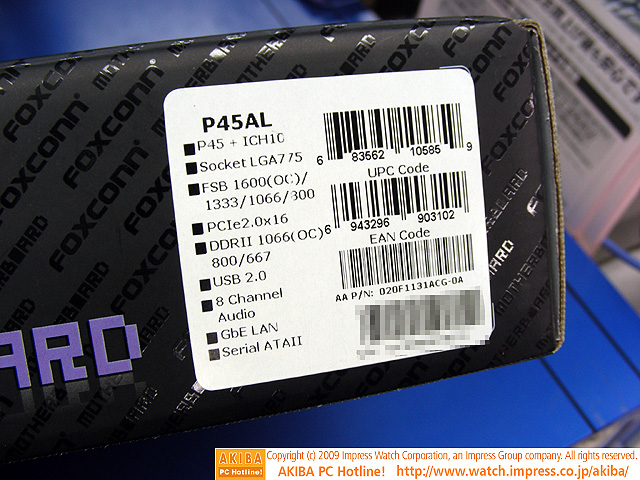 FOXCONN
MOTHERBOARD
P45AL
P45 + ICH10
Socket LGA775
FSB 1600(OC)/
1333/1066/800
PCIe2.0x16
DDRII 1066(OC)
800/667
USB 2.0
8 Channel
Audio
GbE LAN
Serial ATAII
6 83562 10585 9
UPC Code
6 943296 903102
EAN Code
AA P/N: 020F1131ACG-0A
ARD
AKIBA
PC Hotline!
Copyright (c) 2009 Impress Watch Corporation, an Impress Group company. All rights reserved.
AKIBA PC Hotline! http://www.watch.impress.co.jp/akiba/